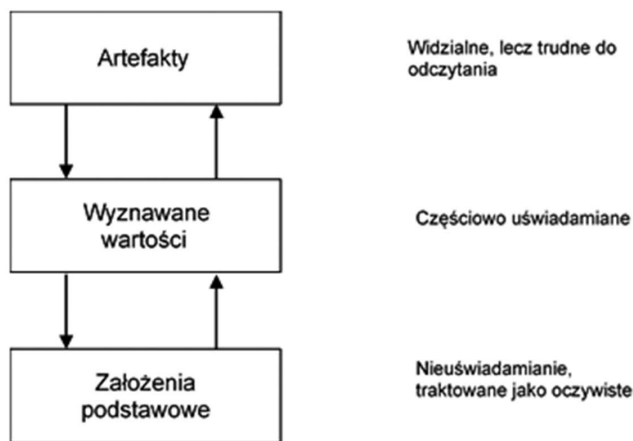 Artefakty
Widzialne, lecz trudne do
odczytania
Wyznawane
wartości
Częściowo uświadamiane
Założenia
podstawowe
Nieuświadamianie,
traktowane jako oczywiste